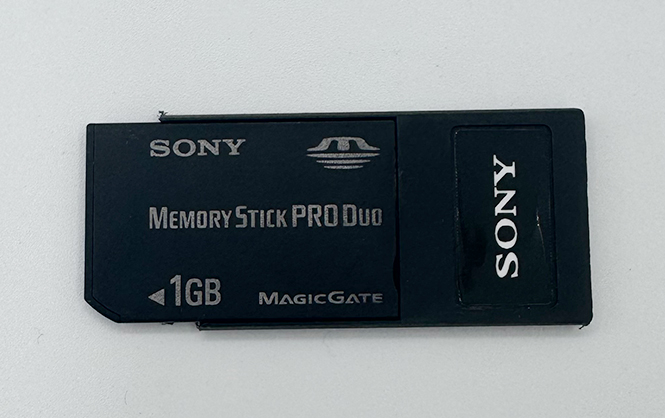 SONY
MEMORY STICK PRO DUO
1GB
MAGICGATE
SONY